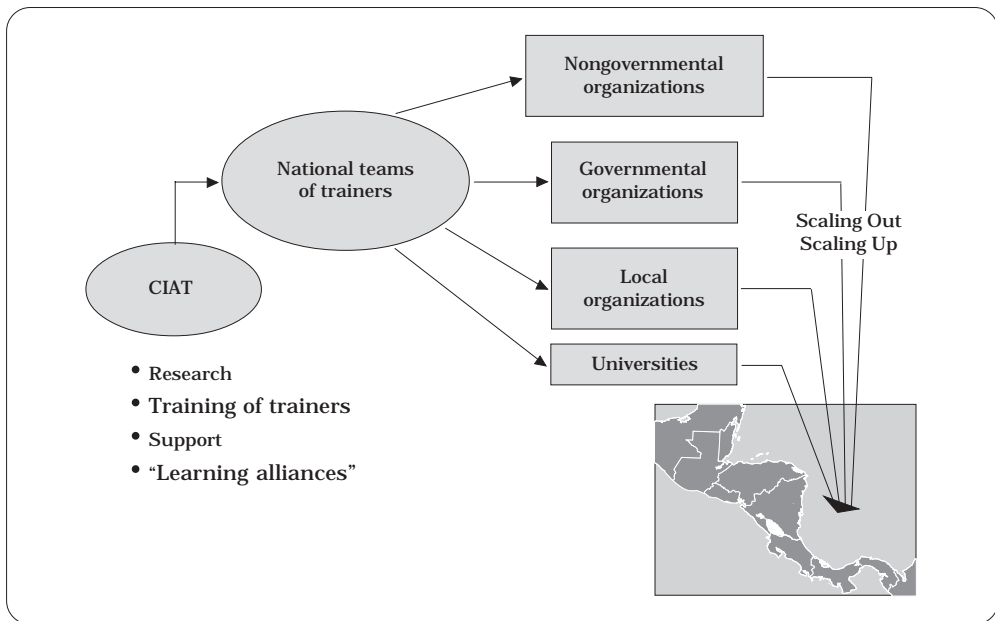 Nongovernmental
organizations
National teams
of trainers
Governmental
organizations
Scaling Out
Scaling Up
CIAT
Local
organizations
Universities
• Research
• Training of trainers
• Support
• “Learning alliances”